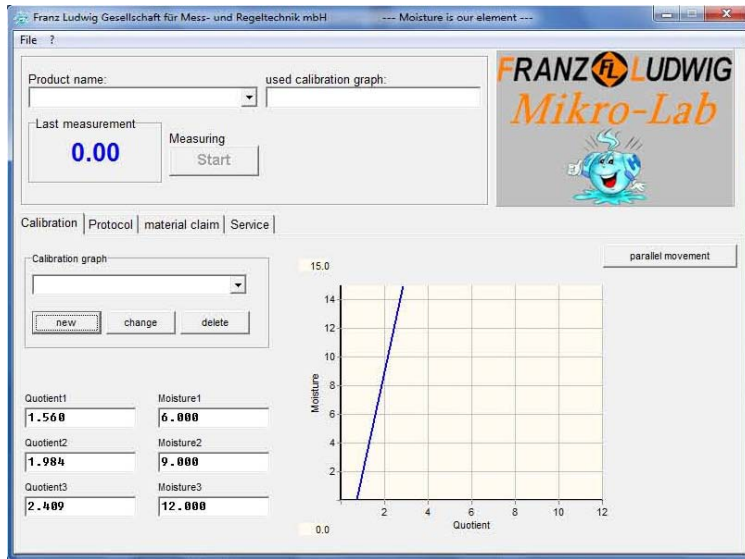 Franz Ludwig Gesellschaft für Mess- und Regeltechnik mbH --- Moisture is our element ---
File ?
Product name:
used calibration graph:
Last measurement
0.00
Measuring
Start
FRANZ FL LUDWIG
Mikro-Lab
H
Calibration Protocol material claim Service
Calibration graph
new change delete
Quotient1 Moisture1
1.560 6.000
Quotient2 Moisture2
1.984 9.000
Quotient3 Moisture3
2.409 12.000
15.0
parallel movement
14
12
10
8
6
4
2
Moisture
2 4 6 8 10 12
Quotient
0.0